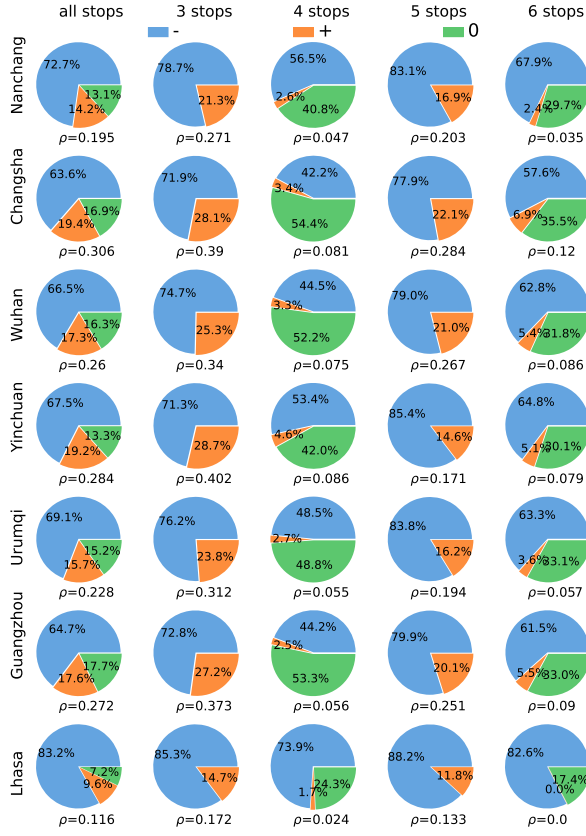 all stops 3 stops 4 stops 5 stops 6 stops
- + 0
Nanchang
72.7% 13.1% 14.2%
78.7% 21.3%
56.5% 2.6% 40.8%
83.1% 16.9%
67.9% 2.4% 29.7%
ρ=0.195 ρ=0.271 ρ=0.047 ρ=0.203 ρ=0.035
Changsha
63.6% 16.9% 19.4%
71.9% 28.1%
42.2% 3.4% 54.4%
77.9% 22.1%
57.6% 6.9% 35.5%
ρ=0.306 ρ=0.39 ρ=0.081 ρ=0.284 ρ=0.12
Wuhan
66.5% 16.3% 17.3%
74.7% 25.3%
44.5% 3.3% 52.2%
79.0% 21.0%
62.8% 5.4% 31.8%
ρ=0.26 ρ=0.34 ρ=0.075 ρ=0.267 ρ=0.086
Yinchuan
67.5% 13.3% 19.2%
71.3% 28.7%
53.4% 4.6% 42.0%
85.4% 14.6%
64.8% 5.1% 30.1%
ρ=0.284 ρ=0.402 ρ=0.086 ρ=0.171 ρ=0.079
Urumqi
69.1% 15.2% 15.7%
76.2% 23.8%
48.5% 2.7% 48.8%
83.8% 16.2%
63.3% 3.6% 33.1%
ρ=0.228 ρ=0.312 ρ=0.055 ρ=0.194 ρ=0.057
Guangzhou
64.7% 17.7% 17.6%
72.8% 27.2%
44.2% 2.5% 53.3%
79.9% 20.1%
61.5% 5.5% 33.0%
ρ=0.272 ρ=0.373 ρ=0.056 ρ=0.251 ρ=0.09
Lhasa
83.2% 7.2% 9.6%
85.3% 14.7%
73.9% 1.7% 24.3%
88.2% 11.8%
82.6% 17.4% 0.0%
ρ=0.116 ρ=0.172 ρ=0.024 ρ=0.133 ρ=0.0